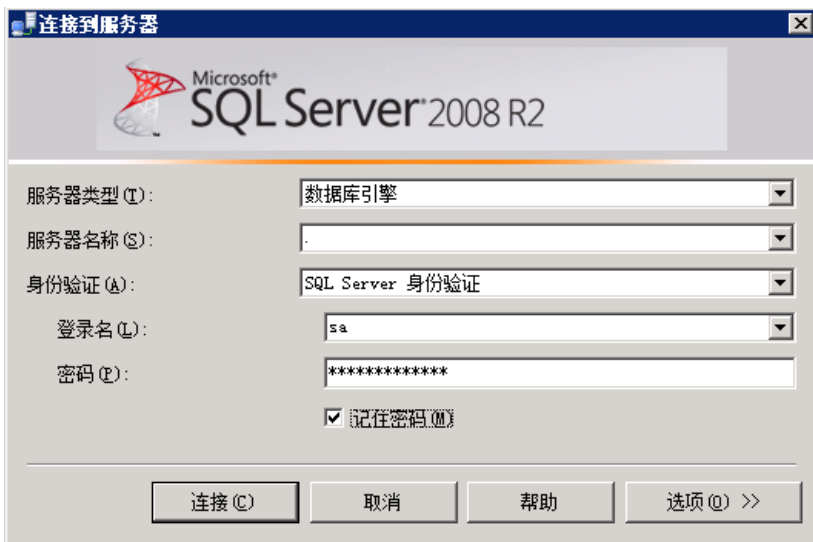 连接到服务器
Microsoft®
SQL Server® 2008 R2
服务器类型(T): 数据库引擎
服务器名称(S): .
身份验证(A): SQL Server 身份验证
登录名(L): sa
密码(P): *************
记住密码(M)
连接(C) 取消 帮助 选项(O) >>